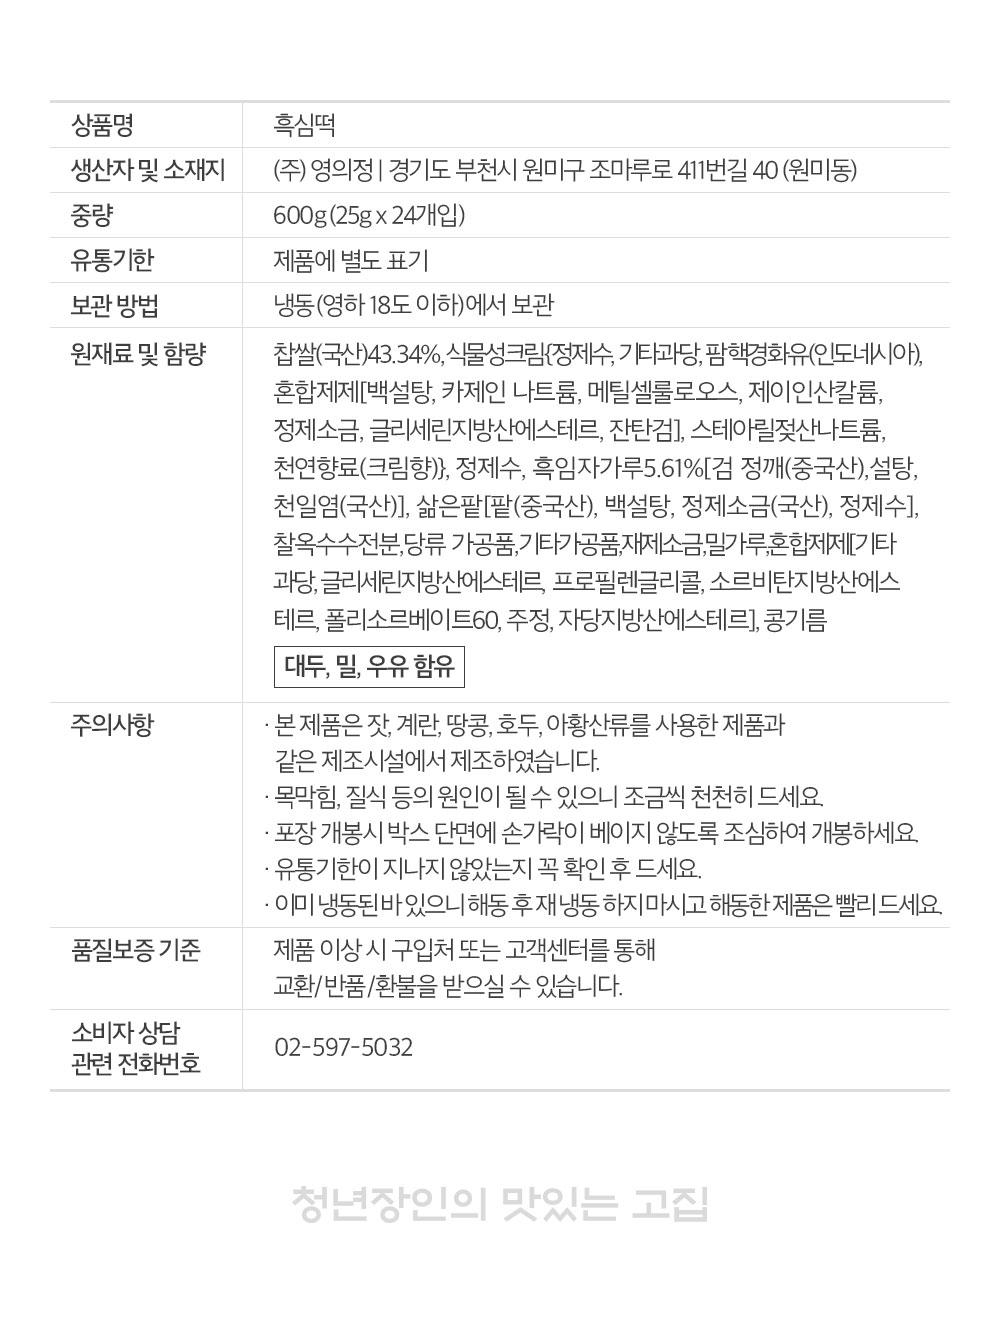 상품명 흑심떡
생산자 및 소재지 (주) 영의정 | 경기도 부천시 원미구 조마루로 411번길 40 (원미동)
중량 600g (25g x 24개입)
유통기한 제품에 별도 표기
보관 방법 냉동(영하 18도 이하)에서 보관
원재료 및 함량 찹쌀(국산)43.34%, 식물성크림{정제수, 기타과당, 팜핵경화유(인도네시아),
혼합제제[백설탕, 카제인 나트륨, 메틸셀룰로오스, 제이인산칼륨,
정제소금, 글리세린지방산에스테르, 잔탄검], 스테아릴젖산나트륨,
천연향료(크림향)}, 정제수, 흑임자가루5.61%[검 정깨(중국산),설탕,
천일염(국산)], 삶은팥[팥(중국산), 백설탕, 정제소금(국산), 정제수],
찰옥수수전분,당류 가공품,기타가공품,재제소금,밀가루,혼합제제[기타
과당, 글리세린지방산에스테르, 프로필렌글리콜, 소르비탄지방산에스
테르, 폴리소르베이트60, 주정, 자당지방산에스테르], 콩기름
대두, 밀, 우유 함유
주의사항 · 본 제품은 잣, 계란, 땅콩, 호두, 아황산류를 사용한 제품과
같은 제조시설에서 제조하였습니다.
· 목막힘, 질식 등의 원인이 될 수 있으니 조금씩 천천히 드세요.
· 포장 개봉시 박스 단면에 손가락이 베이지 않도록 조심하여 개봉하세요.
· 유통기한이 지나지 않았는지 꼭 확인 후 드세요.
· 이미 냉동된 바 있으니 해동 후 재 냉동 하지 마시고 해동한 제품은 빨리 드세요.
품질보증 기준 제품 이상 시 구입처 또는 고객센터를 통해
교환/반품/환불을 받으실 수 있습니다.
소비자 상담
관련 전화번호 02-597-5032
청년장인의 맛있는 고집